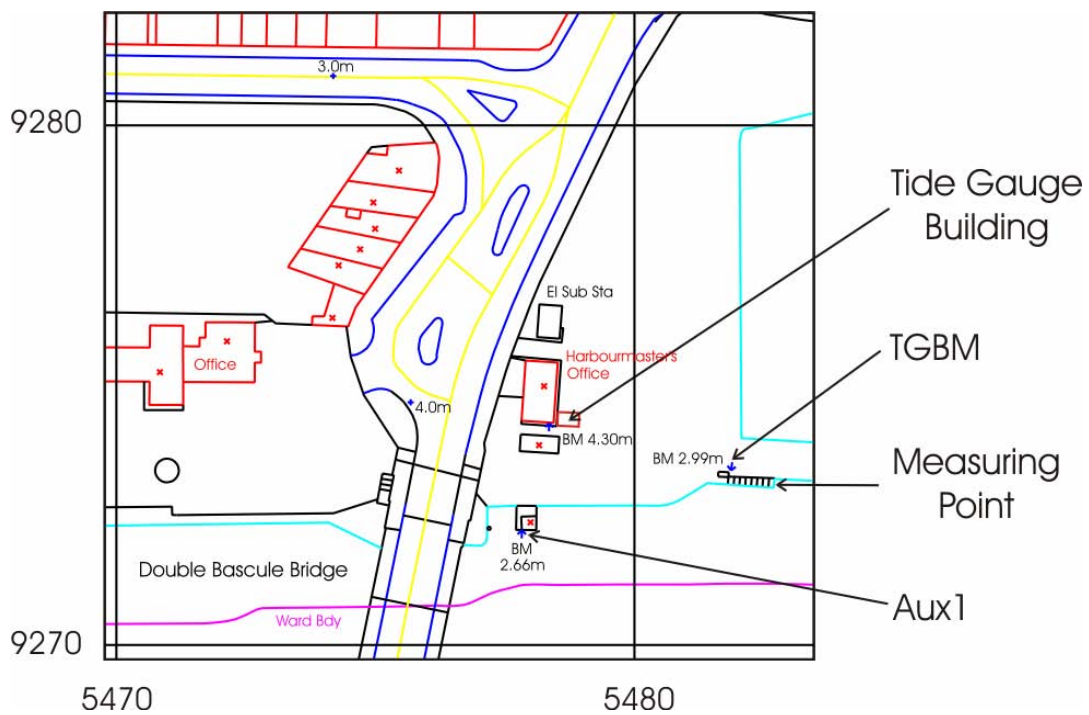 3.0m
9280
Tide Gauge
Building
El Sub Sta
Harbourmaster's
Office
Office
TGBM
4.0m
BM 4.30m
BM 2.99m
Measuring
Point
Double Bascule Bridge
BM
2.66m
Aux1
Ward Bdy
9270
5470
5480